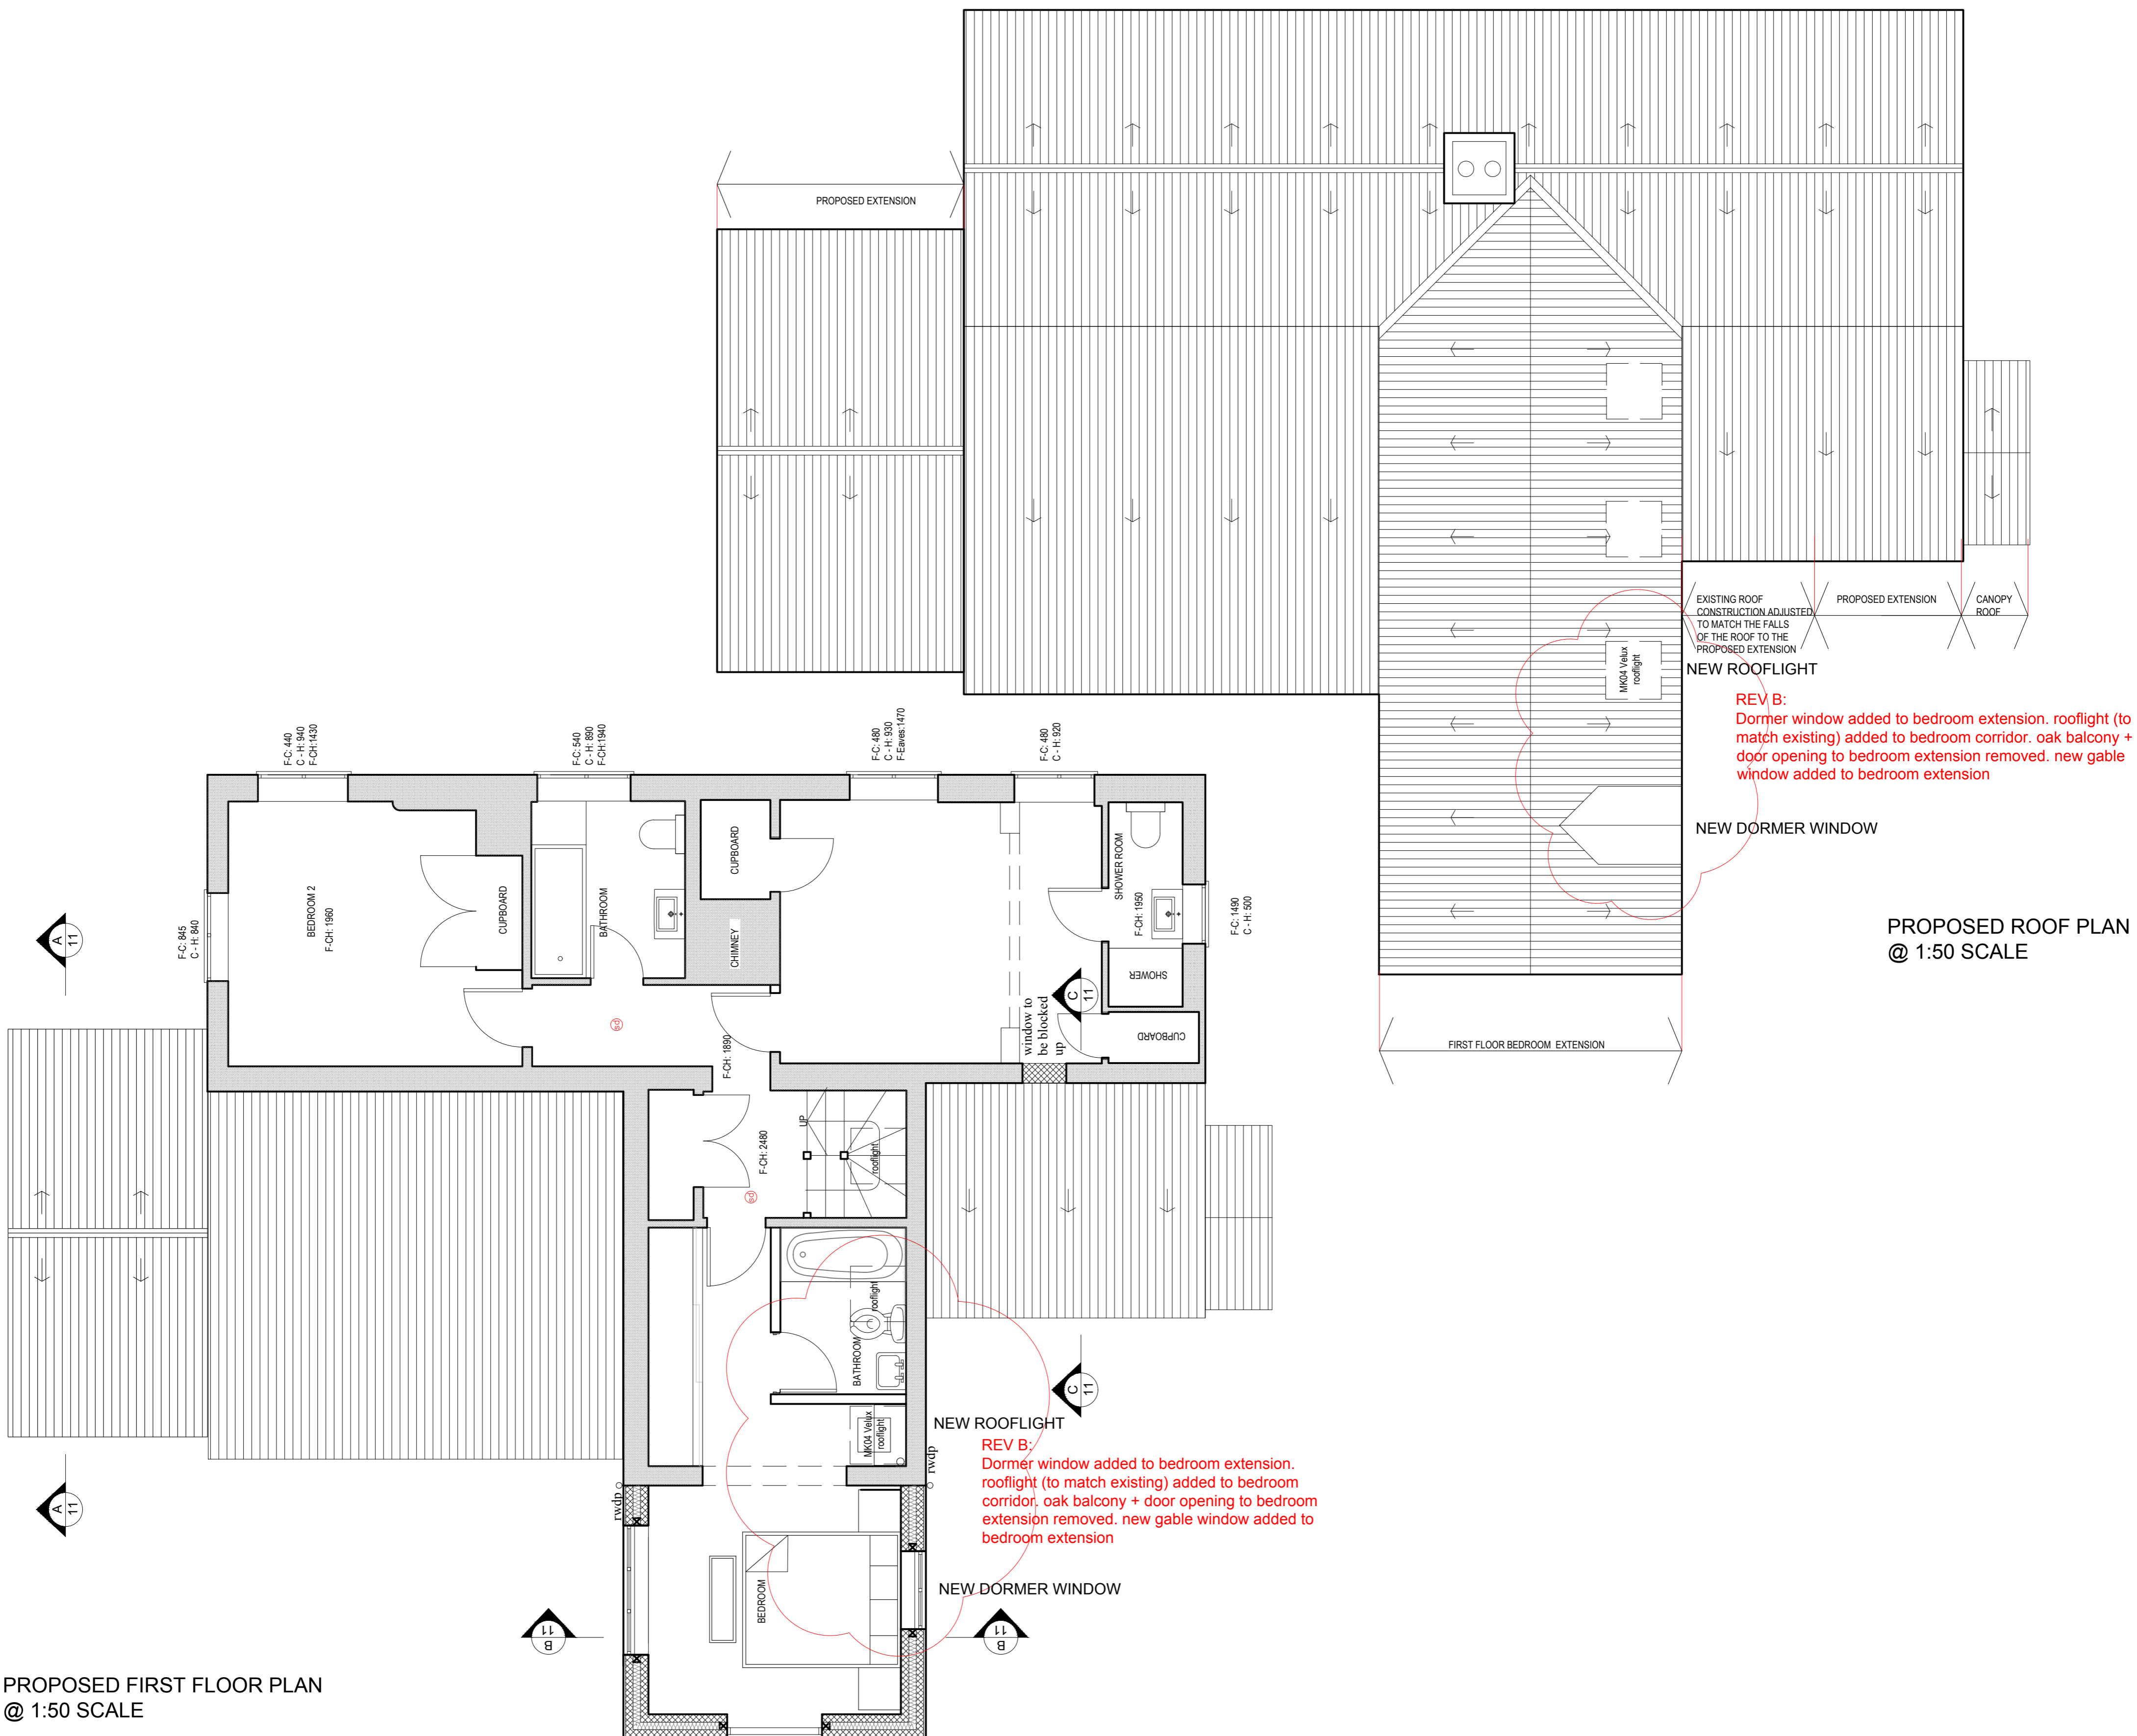 PROPOSED EXTENSION
EXISTING ROOF
CONSTRUCTION ADJUSTED
TO MATCH THE FALLS
OF THE ROOF TO THE
PROPOSED EXTENSION
PROPOSED EXTENSION
CANOPY
ROOF
MK04 Velux
rooflight
NEW ROOFLIGHT
REV B:
Dormer window added to bedroom extension. rooflight (to
match existing) added to bedroom corridor. oak balcony +
door opening to bedroom extension removed. new gable
window added to bedroom extension
NEW DORMER WINDOW
PROPOSED ROOF PLAN
@ 1:50 SCALE
FIRST FLOOR BEDROOM EXTENSION
F-C: 440
C - H: 940
F-CH:1430
F-C: 540
C - H: 890
F-CH:1940
F-C: 480
C - H: 930
F-Eaves:1470
F-C: 480
C - H: 920
F-C: 845
C - H: 840
BEDROOM 2
F-CH: 1960
CUPBOARD
BATHROOM
CUPBOARD
CHIMNEY
SHOWER ROOM
F-CH: 1950
F-C: 1490
C - H: 500
SHOWER
CUPBOARD
window to
be blocked
up
A
11
C
11
sd
F-CH: 1890
F-CH: 2480
UP
rooflight
sd
rooflight
BATHROOM
MK04 Velux
rooflight
C
11
A
11
NEW ROOFLIGHT
REV B:
Dormer window added to bedroom extension.
rooflight (to match existing) added to bedroom
corridor. oak balcony + door opening to bedroom
extension removed. new gable window added to
bedroom extension
rwdp
rwdp
BEDROOM
NEW DORMER WINDOW
B
11
B
11
PROPOSED FIRST FLOOR PLAN
@ 1:50 SCALE